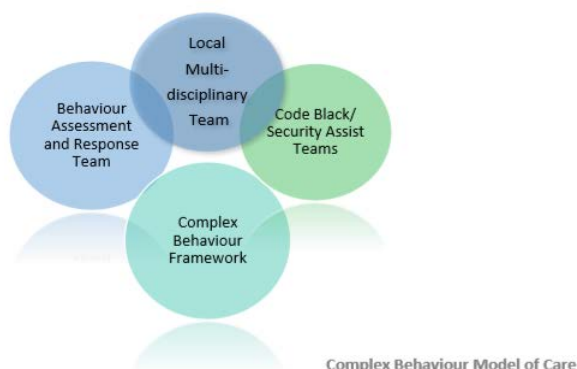 Local
Multi-
disciplinary
Team
Behaviour
Assessment
and Response
Team
Code Black/
Security Assist
Teams
Complex
Behaviour
Framework
Complex Behaviour Model of Care